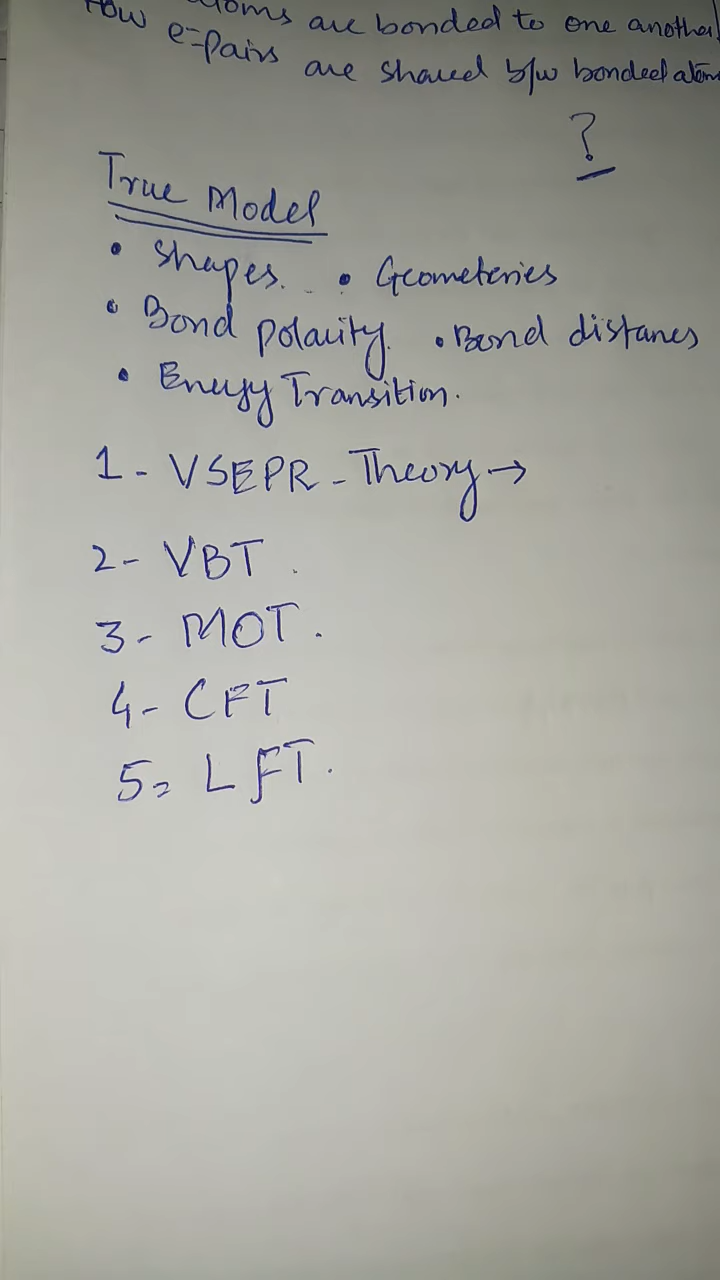 How atoms are bonded to one another
e-pairs are shared b/w bonded atom
?
True Model
• Shapes. • Geometeries
• Bond polarity. • Bond distanes
• Energy Transition.
1- VSEPR - Theory →
2- VBT.
3- MOT.
4- CFT
5- LFT.